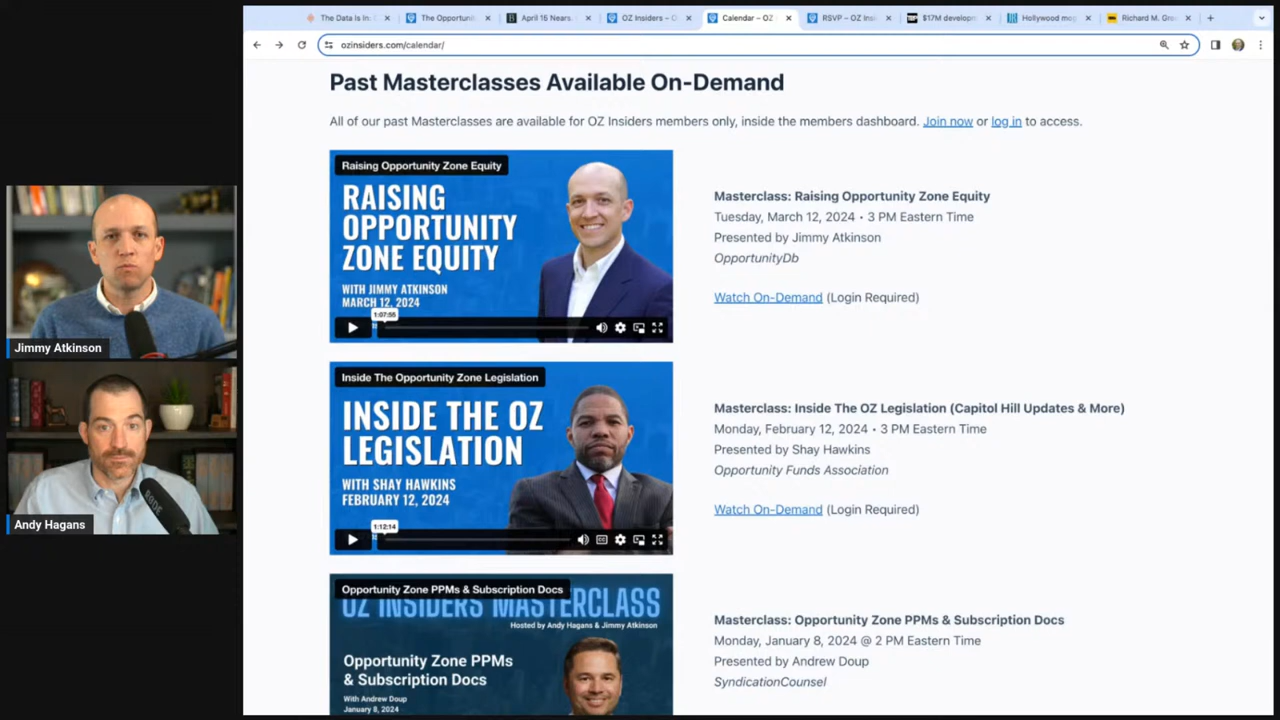 The Data Is In:
The Opportuni
April 15 Nears.
OZ Insiders – O
Calendar – OZ
RSVP – OZ Insi
$17M developm
Hollywood mop
Richard M. Gro
ozinsiders.com/calendar/
Past Masterclasses Available On-Demand
All of our past Masterclasses are available for OZ Insiders members only, inside the members dashboard. Join now or log in to access.
Raising Opportunity Zone Equity
RAISING
OPPORTUNITY
ZONE EQUITY
WITH JIMMY ATKINSON
MARCH 12, 2024
1:07:55
Masterclass: Raising Opportunity Zone Equity
Tuesday, March 12, 2024 • 3 PM Eastern Time
Presented by Jimmy Atkinson
OpportunityDb
Watch On-Demand (Login Required)
Jimmy Atkinson
Inside The Opportunity Zone Legislation
INSIDE THE OZ
LEGISLATION
WITH SHAY HAWKINS
FEBRUARY 12, 2024
1:12:14
Masterclass: Inside The OZ Legislation (Capitol Hill Updates & More)
Monday, February 12, 2024 • 3 PM Eastern Time
Presented by Shay Hawkins
Opportunity Funds Association
Watch On-Demand (Login Required)
RODE
Andy Hagans
Opportunity Zone PPMs & Subscription Docs
OZ INSIDERS MASTERCLASS
Hosted by Andy Hagans & Jimmy Atkinson
Opportunity Zone PPMs
& Subscription Docs
With Andrew Doup
January 8, 2024
Masterclass: Opportunity Zone PPMs & Subscription Docs
Monday, January 8, 2024 @ 2 PM Eastern Time
Presented by Andrew Doup
SyndicationCounsel